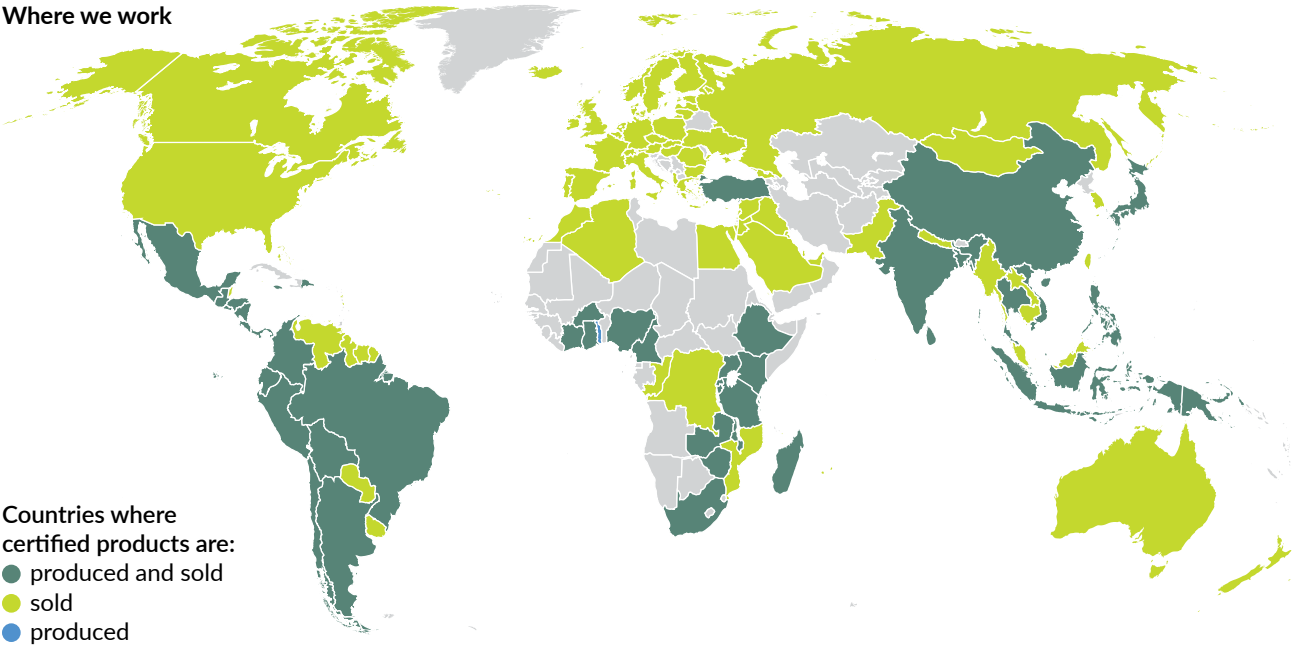 Where we work
Countries where
certified products are:
produced and sold
sold
produced